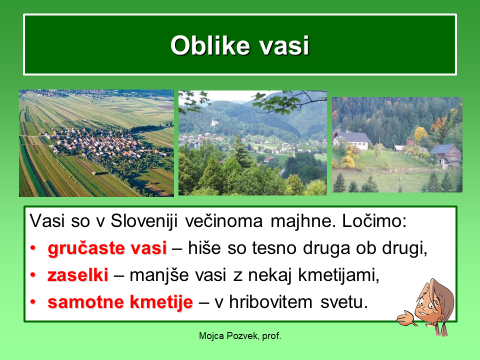 Oblike vasi
Vasi so v Sloveniji večinoma majhne. Ločimo:
• gručaste vasi – hiše so tesno druga ob drugi,
• zaselki – manjše vasi z nekaj kmetijami,
• samotne kmetije – v hribovitem svetu.
Mojca Pozvek, prof.